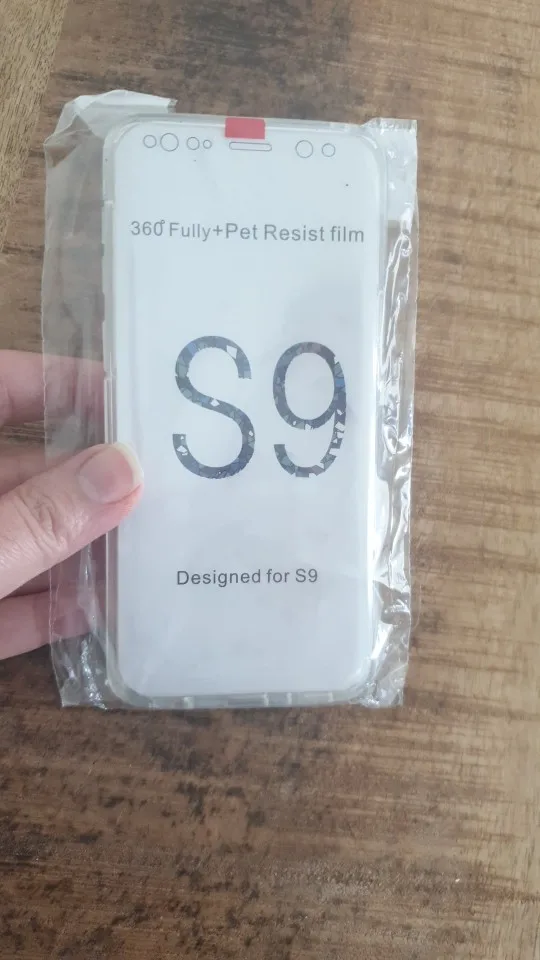 360° Fully+Pet Resist film
S9
Designed for S9